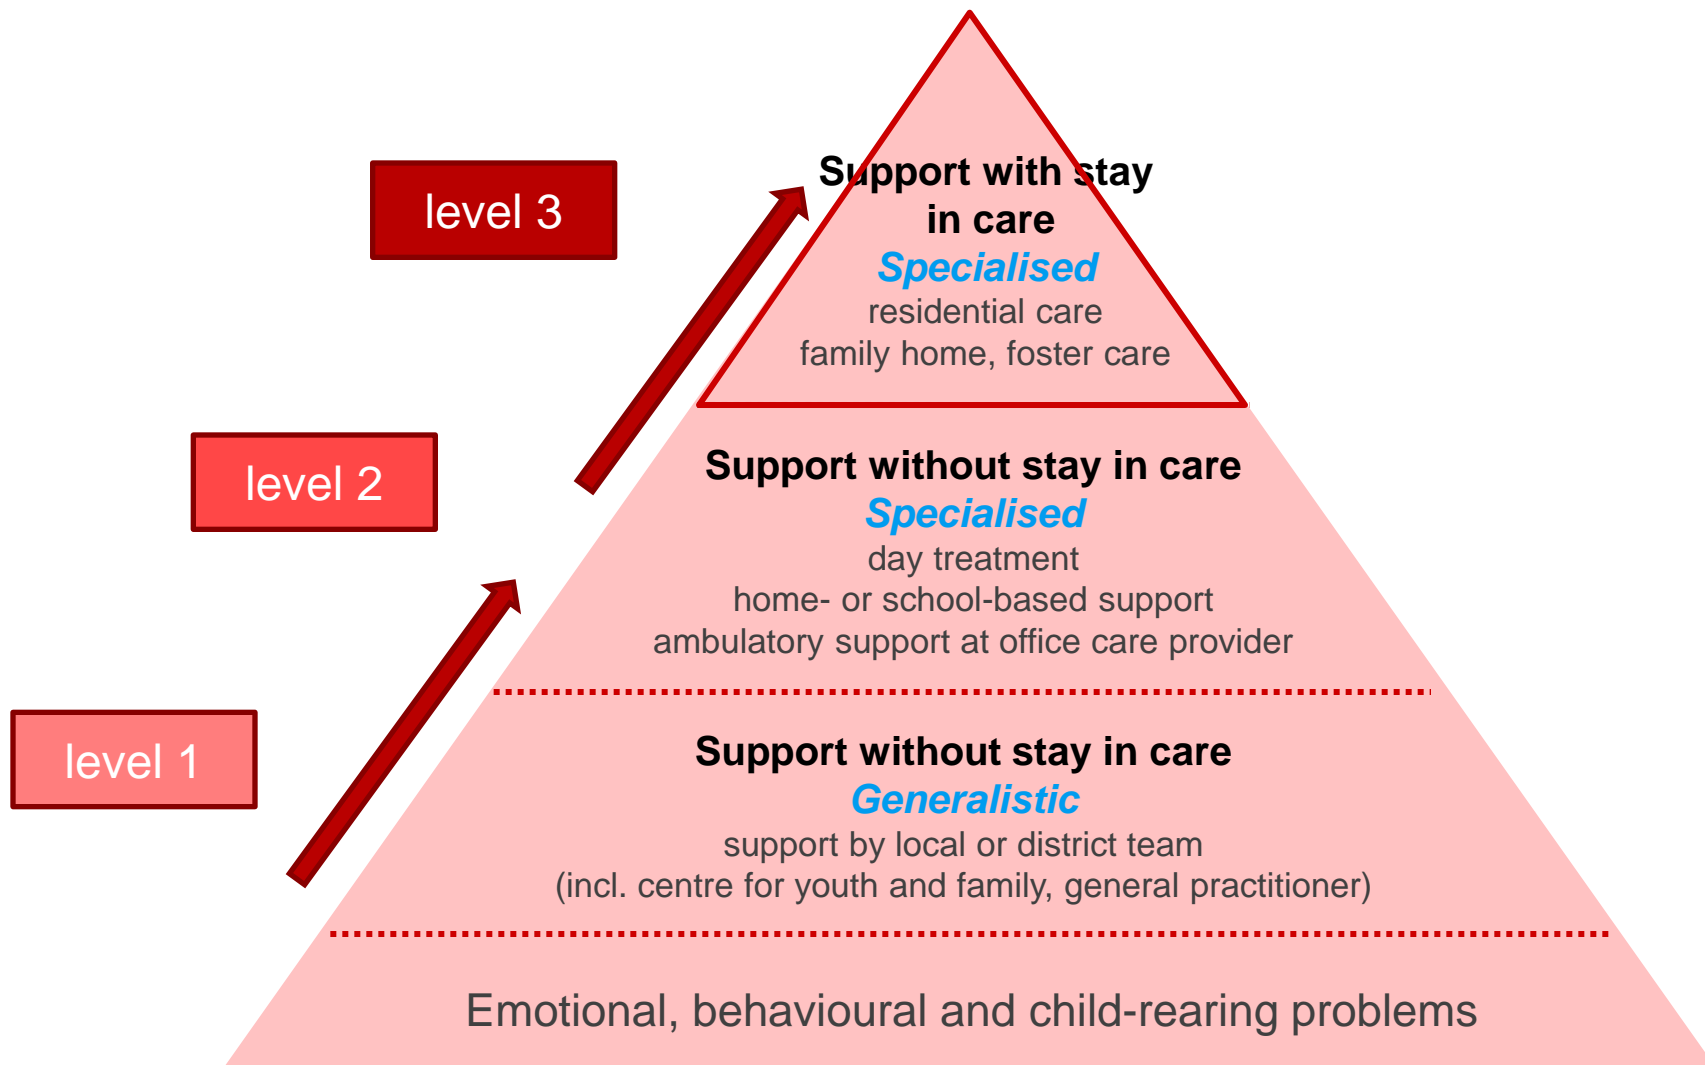 level 3
Support with stay
in care
Specialised
residential care
family home, foster care
level 2
Support without stay in care
Specialised
day treatment
home- or school-based support
ambulatory support at office care provider
level 1
Support without stay in care
Generalistic
support by local or district team
(incl. centre for youth and family, general practitioner)
Emotional, behavioural and child-rearing problems